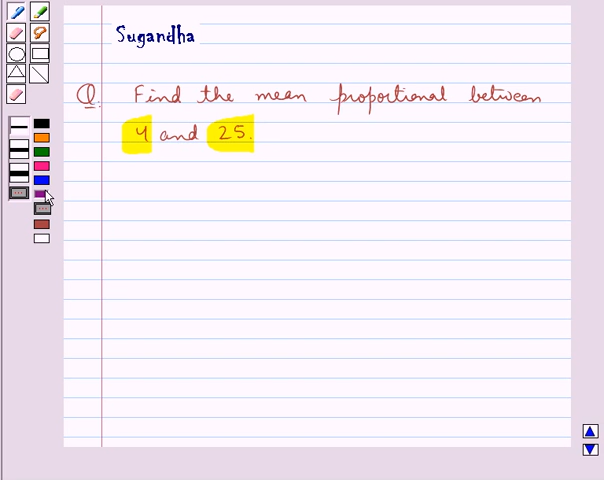 Sugandha
Q. Find the mean proportional between
4 and 25.